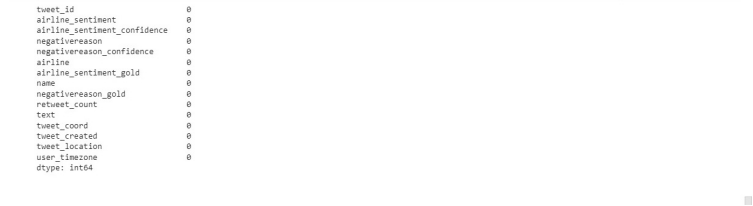 tweet_id 0
airline_sentiment 0
airline_sentiment_confidence 0
negativereason 0
negativereason_confidence 0
airline 0
airline_sentiment_gold 0
name 0
negativereason_gold 0
retweet_count 0
text 0
tweet_coord 0
tweet_created 0
tweet_location 0
user_timezone 0
dtype: int64